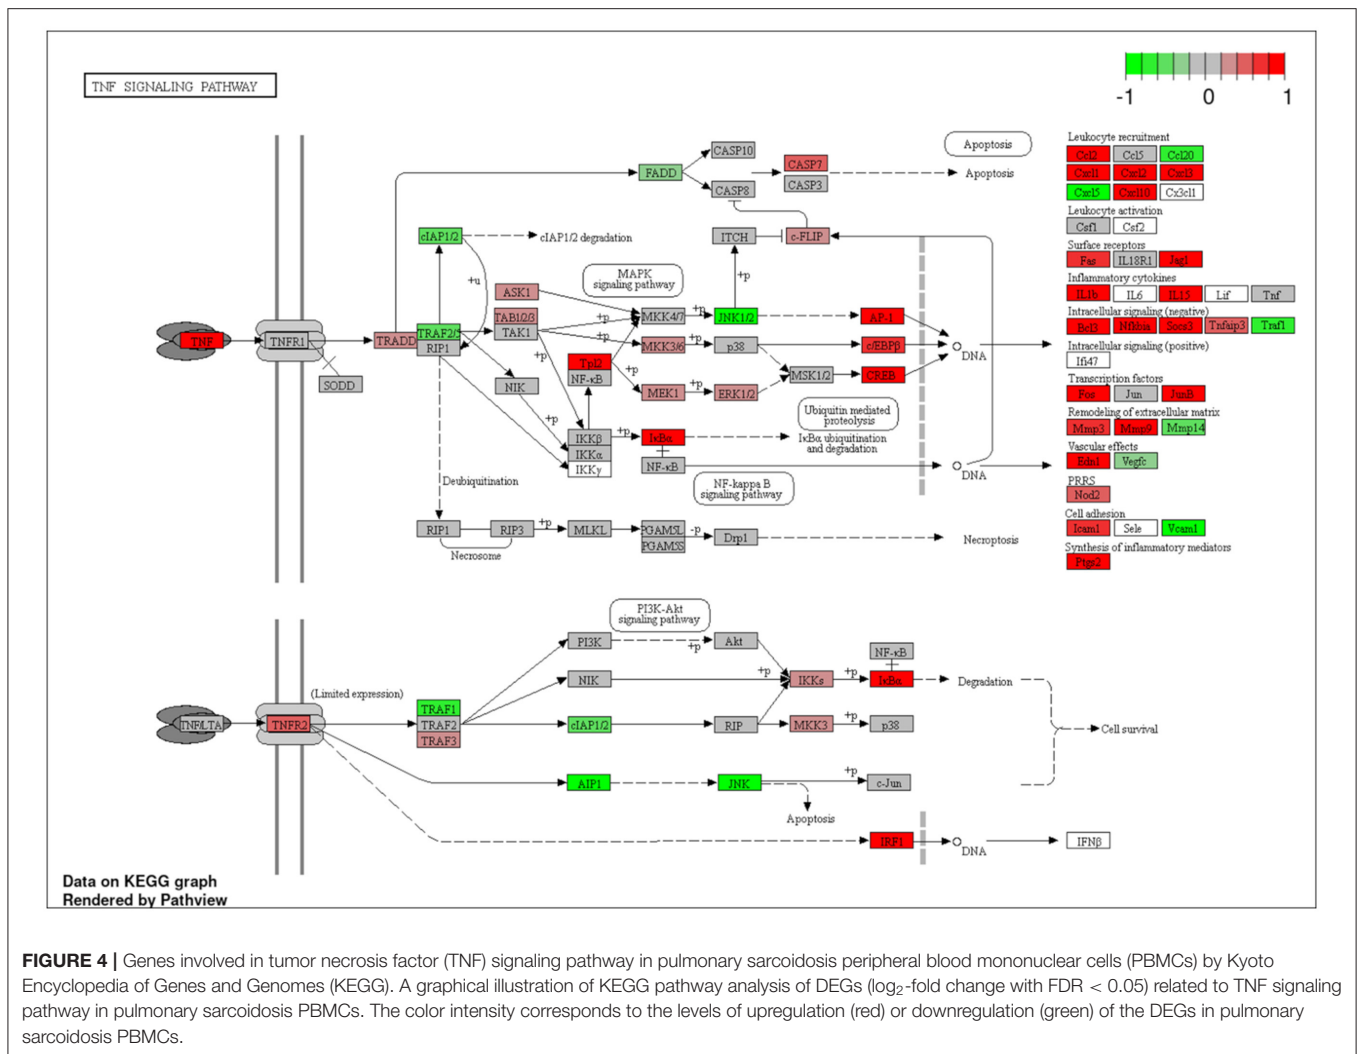 TNF SIGNALING PATHWAY
-1 0 1
Leukocyte recruitment
Ccl2 Ccl5 Ccl20
Cxcl1 Cxcl2 Cxcl3
Cxcl5 Cxcl10 Cx3cl1
Leukocyte activation
Csf1 Csf2
Surface receptors
Fas IL18R1 Jag1
Inflammatory cytokines
IL1b IL6 IL15 Lif Tnf
Intracellular signaling (negative)
Bcl3 Nfkbia Socs3 Tnfaip3 Traf1
Intracellular signaling (positive)
Ifi47
Transcription factors
Fos Jun JunB
Remodeling of extracellular matrix
Mmp3 Mmp9 Mmp14
Vascular effects
Edn1 Vegfc
PRRS
Nod2
Cell adhesion
Icam1 Sele Vcam1
Synthesis of inflammatory mediators
Ptgs2
Apoptosis
CASP10
FADD
CASP8
CASP7
CASP3
Apoptosis
cIAP1/2
cIAP1/2 degradation
ITCH
c-FLIP
+u
+p
MAPK
signaling pathway
ASK1
TAB1/2/3
TAK1
MKK4/7
+p
JNK1/2
AP-1
TNF
TNFR1
SODD
TRADD
TRAF2/5
RIP1
+p
+p
+p
MKK3/6
+p
p38
c/EBPβ
DNA
Tpl2
NF-κB
+p
MSK1/2
CREB
NIK
MEK1
+p
ERK1/2
+p
+p
IKKβ
IKKα
IKKγ
+p
IκBα
NF-κB
Ubiquitin mediated
proteolysis
IκBα ubiquitination
and degradation
DNA
NF-kappa B
signaling pathway
Deubiquitination
RIP1
RIP3
+p
MLKL
PGAM5L
PGAM5S
-p
Drp1
Necroptosis
Necrosome
PI3K-Akt
signaling pathway
PI3K
+p
Akt
NF-κB
NIK
+p
IKKs
+p
IκBα
Degradation
(Limited expression)
TNF/LTA
TNFR2
TRAF1
TRAF2
TRAF3
cIAP1/2
RIP
MKK3
+p
p38
Cell survival
AIP1
JNK
+p
c-Jun
Apoptosis
IRF1
DNA
IFNβ
Data on KEGG graph
Rendered by Pathview
FIGURE 4 | Genes involved in tumor necrosis factor (TNF) signaling pathway in pulmonary sarcoidosis peripheral blood mononuclear cells (PBMCs) by Kyoto
Encyclopedia of Genes and Genomes (KEGG). A graphical illustration of KEGG pathway analysis of DEGs (log2-fold change with FDR < 0.05) related to TNF signaling
pathway in pulmonary sarcoidosis PBMCs. The color intensity corresponds to the levels of upregulation (red) or downregulation (green) of the DEGs in pulmonary
sarcoidosis PBMCs.